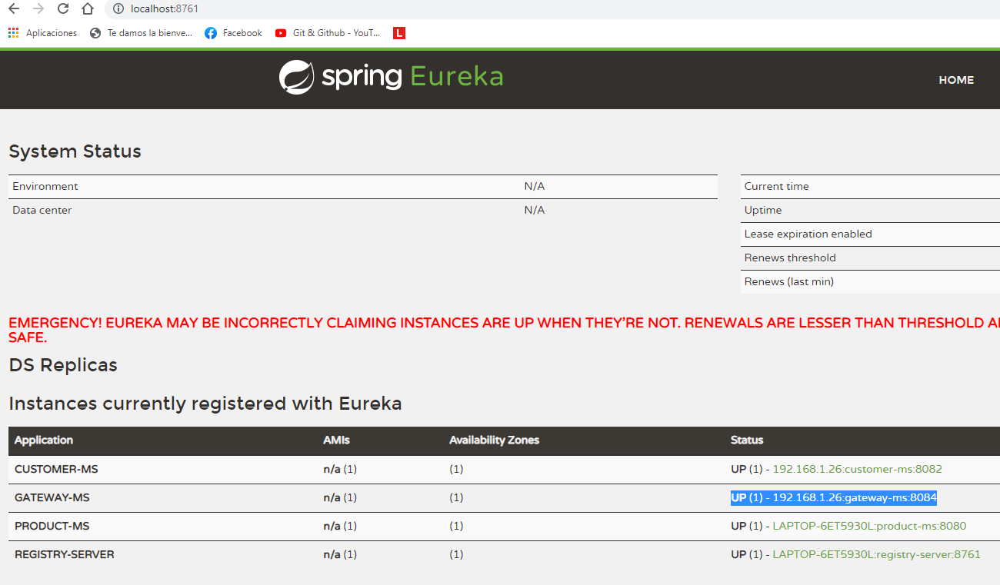 localhost:8761
Aplicaciones Te damos la bienve... Facebook Git & Github - YouT... L
spring Eureka HOME
System Status
Environment N/A Current time
Data center N/A Uptime
Lease expiration enabled
Renews threshold
Renews (last min)
EMERGENCY! EUREKA MAY BE INCORRECTLY CLAIMING INSTANCES ARE UP WHEN THEY'RE NOT. RENEWALS ARE LESSER THAN THRESHOLD
SAFE.
DS Replicas
Instances currently registered with Eureka
Application AMIs Availability Zones Status
CUSTOMER-MS n/a (1) (1) UP (1) - 192.168.1.26:customer-ms:8082
GATEWAY-MS n/a (1) (1) UP (1) - 192.168.1.26:gateway-ms:8084
PRODUCT-MS n/a (1) (1) UP (1) - LAPTOP-6ET5930L:product-ms:8080
REGISTRY-SERVER n/a (1) (1) UP (1) - LAPTOP-6ET5930L:registry-server:8761